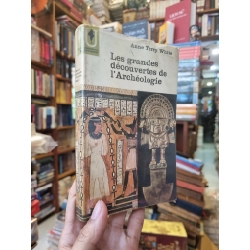 Anne Terry White
Les grandes
découvertes de
l'Archéologie